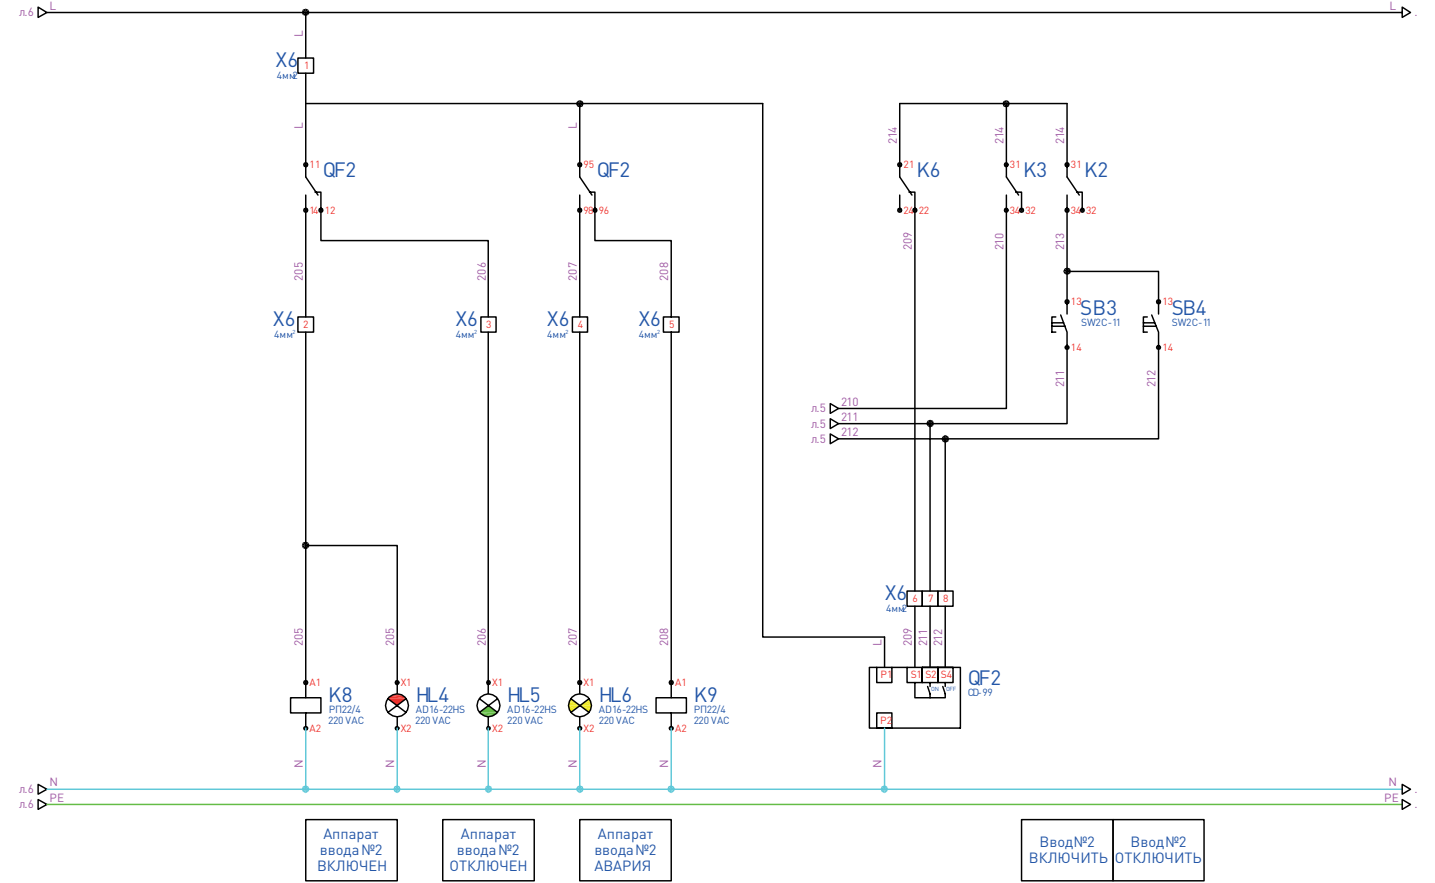 л.6
L
L
.
L
X6
1
4мм2
L
L
214
214
214
11
QF2
95
QF2
21
K6
31
K3
31
K2
14
12
98
96
24
22
34
32
34
32
205
206
207
208
209
210
213
X6
2
4мм2
X6
3
4мм2
X6
4
4мм2
X6
5
4мм2
13
SB3
SW2C-11
14
13
SB4
SW2C-11
14
211
212
л.5
210
л.5
211
л.5
212
X6
6
7
8
4мм2
205
205
206
207
208
L
209
211
212
A1
K8
РП22/4
220 VAC
A2
X1
HL4
AD16-22HS
220 VAC
X2
X1
HL5
AD16-22HS
220 VAC
X2
X1
HL6
AD16-22HS
220 VAC
X2
A1
K9
РП22/4
220 VAC
A2
P1
S1
S2
S4
ON
OFF
P2
QF2
CD-99
N
N
N
N
N
N
л.6
N
N
.
л.6
PE
PE
.
Аппарат
ввода №2
ВКЛЮЧЕН
Аппарат
ввода №2
ОТКЛЮЧЕН
Аппарат
ввода №2
АВАРИЯ
Ввод№2
ВКЛЮЧИТЬ
Ввод№2
ОТКЛЮЧИТЬ